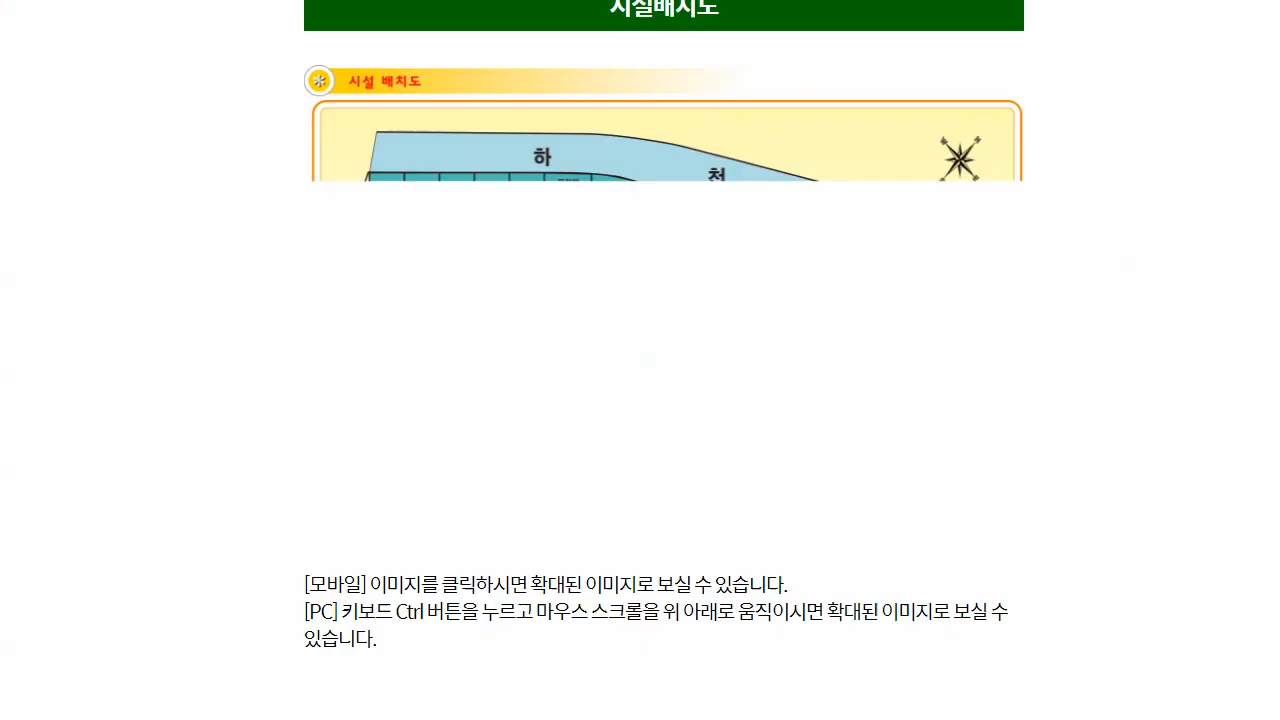 시설배치도
시설 배치도
하
천
[모바일] 이미지를 클릭하시면 확대된 이미지로 보실 수 있습니다.
[PC] 키보드 Ctrl 버튼을 누르고 마우스 스크롤을 위 아래로 움직이시면 확대된 이미지로 보실 수
있습니다.